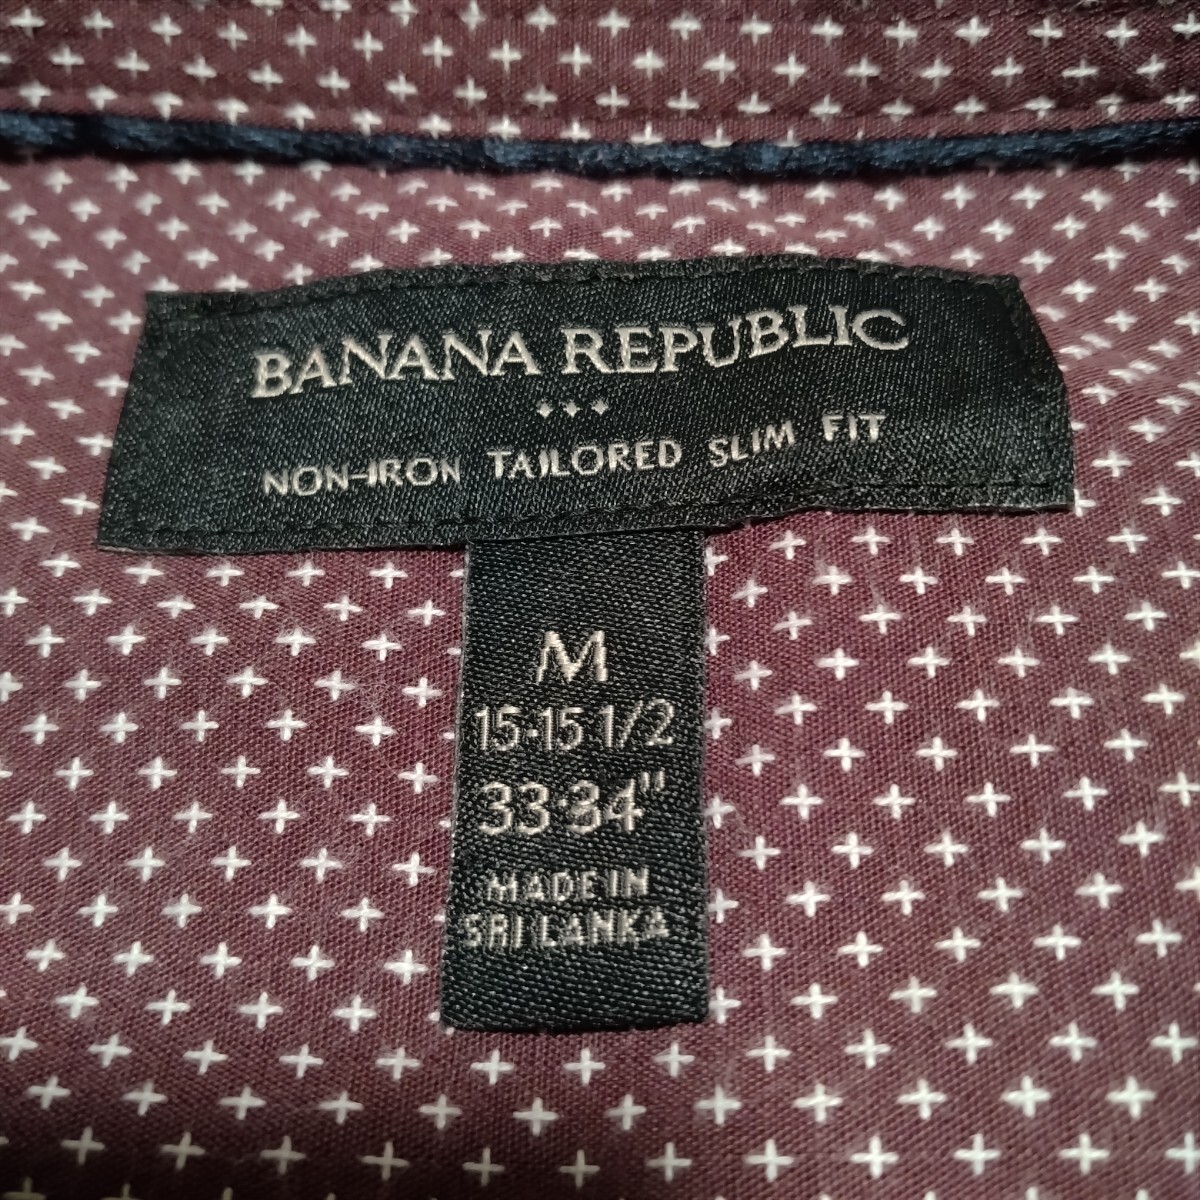 BANANA REPUBLIC
NON-IRON TAILORED SLIM FIT
M
15-15 1/2
33-34"
MADE IN
SRI LANKA